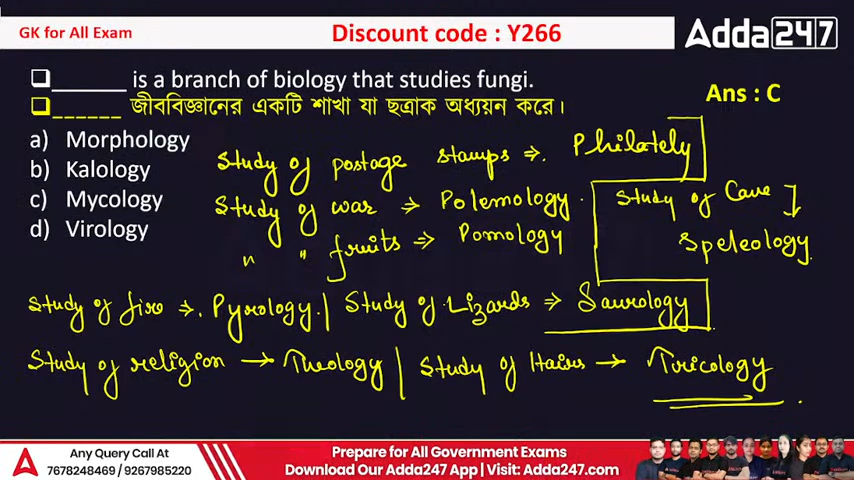 GK for All Exam
Discount code : Y266
Adda247
______ is a branch of biology that studies fungi.
______ জীববিজ্ঞানের একটি শাখা যা ছত্রাক অধ্যয়ন করে।
Ans : C
a) Morphology
b) Kalology
c) Mycology
d) Virology
Study of postage stamps ⇒. Philately
Study of war → Polemology.
Study of Cave
Speleology.
" " fruits ⇒ Pomology
Study of fire ⇒. Pyrology. | Study of Lizards ⇒ Saurology
Study of religion → Theology | Study of Hairs → Tricology
Any Query Call At
7678248469 / 9267985220
Prepare for All Government Exams
Download Our Adda247 App | Visit: Adda247.com